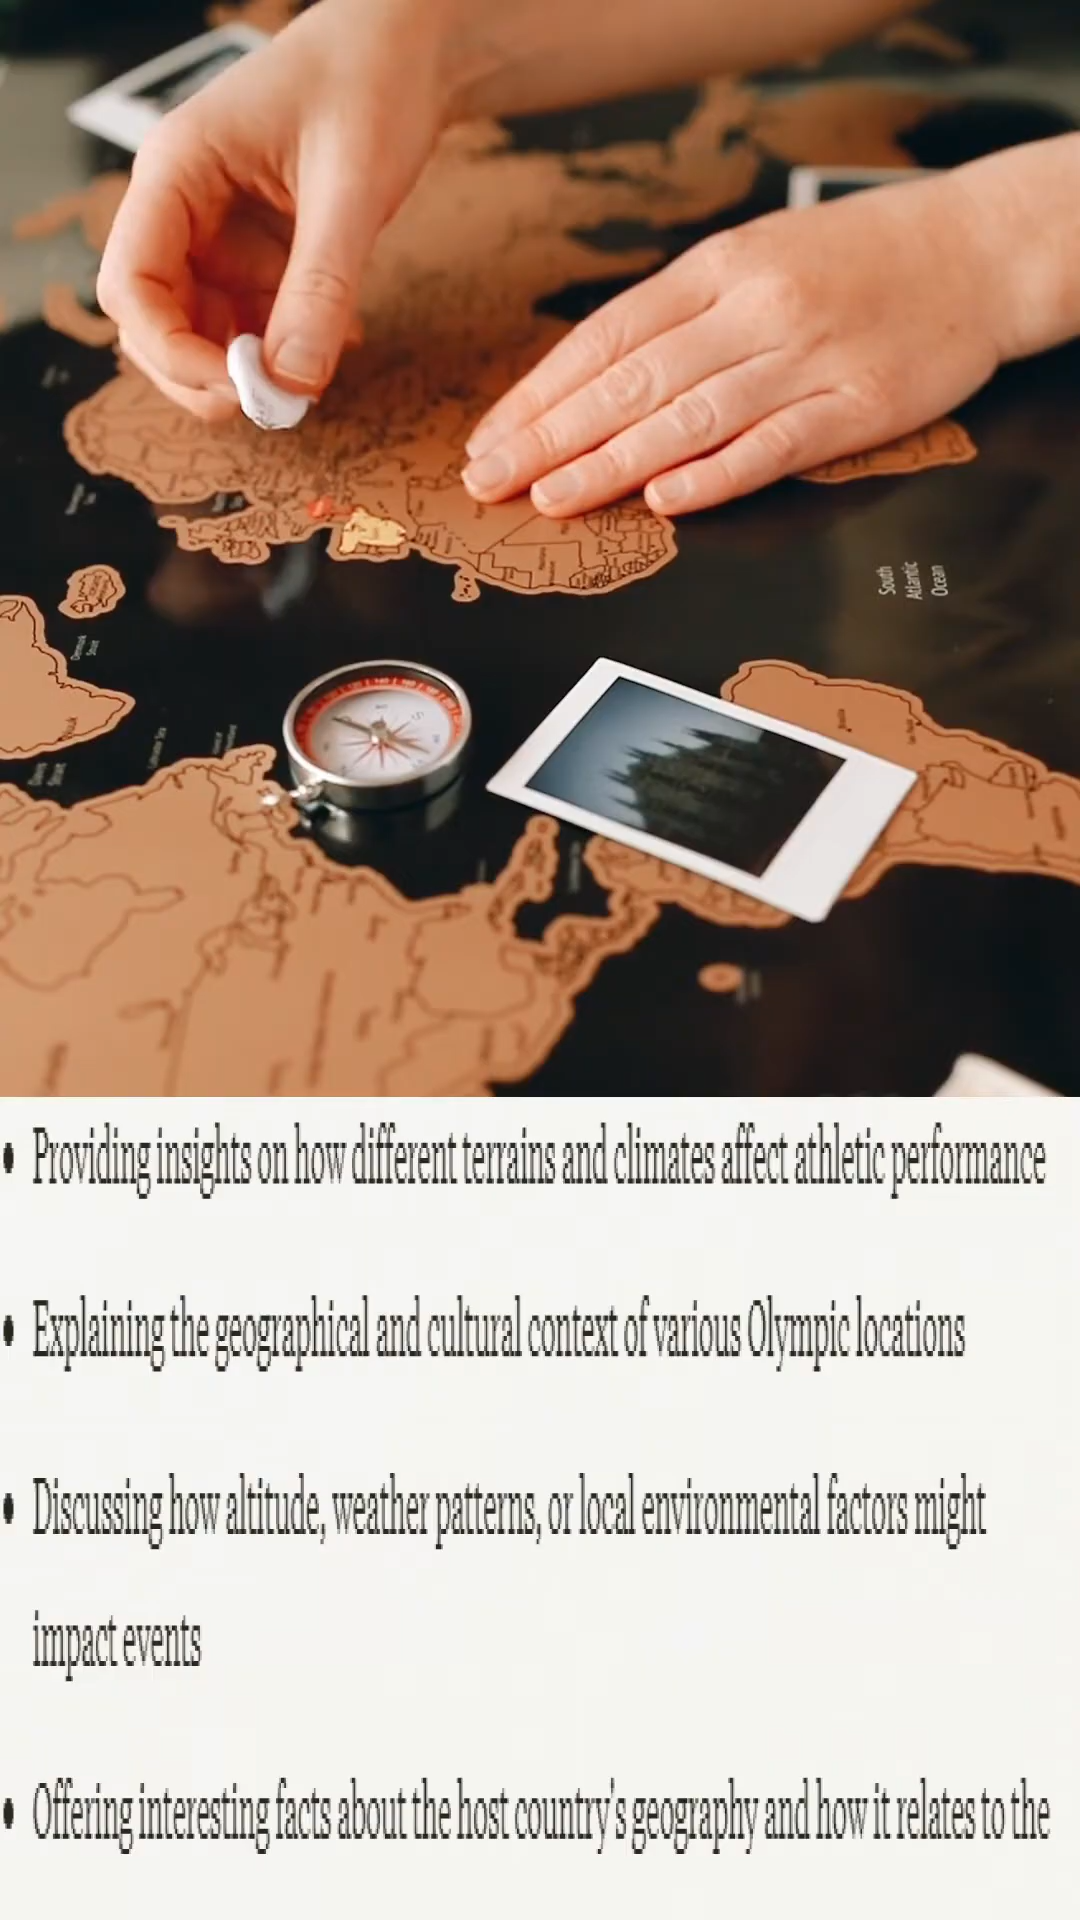 South
Atlantic
Ocean
• Providing insights on how different terrains and climates affect athletic performance
• Explaining the geographical and cultural context of various Olympic locations
• Discussing how altitude, weather patterns, or local environmental factors might
impact events
• Offering interesting facts about the host country's geography and how it relates to the